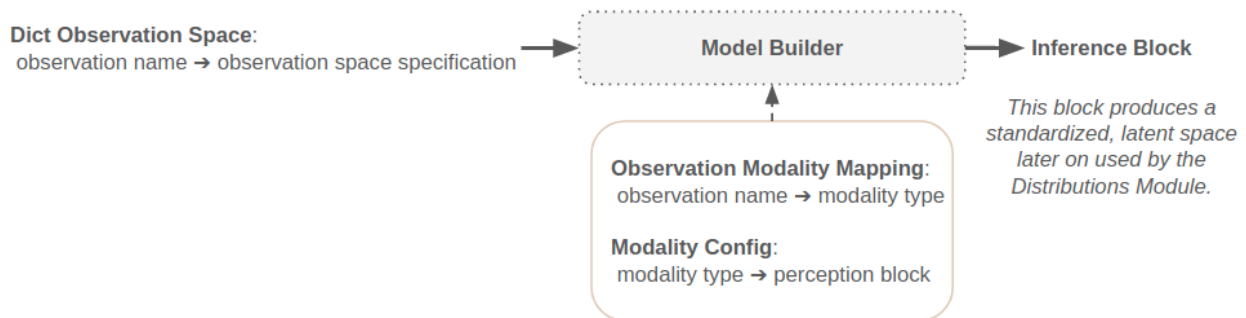 Dict Observation Space:
observation name ➔ observation space specification
Model Builder
Inference Block
This block produces a
standardized, latent space
later on used by the
Distributions Module.
Observation Modality Mapping:
observation name ➔ modality type
Modality Config:
modality type ➔ perception block